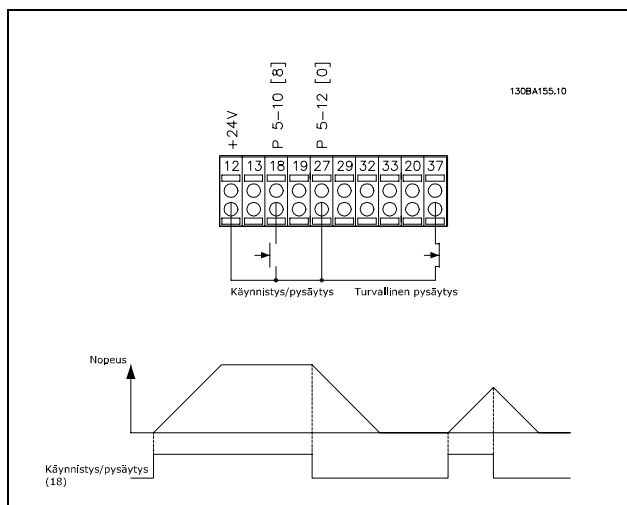 130BA155.10
+24V
P 5-10 [8]
P 5-12 [0]
12 13 18 19 27 29 32 33 20 37
Käynnistys/pysäytys Turvallinen pysäytys
Nopeus
Käynnistys/pysäytys
(18)